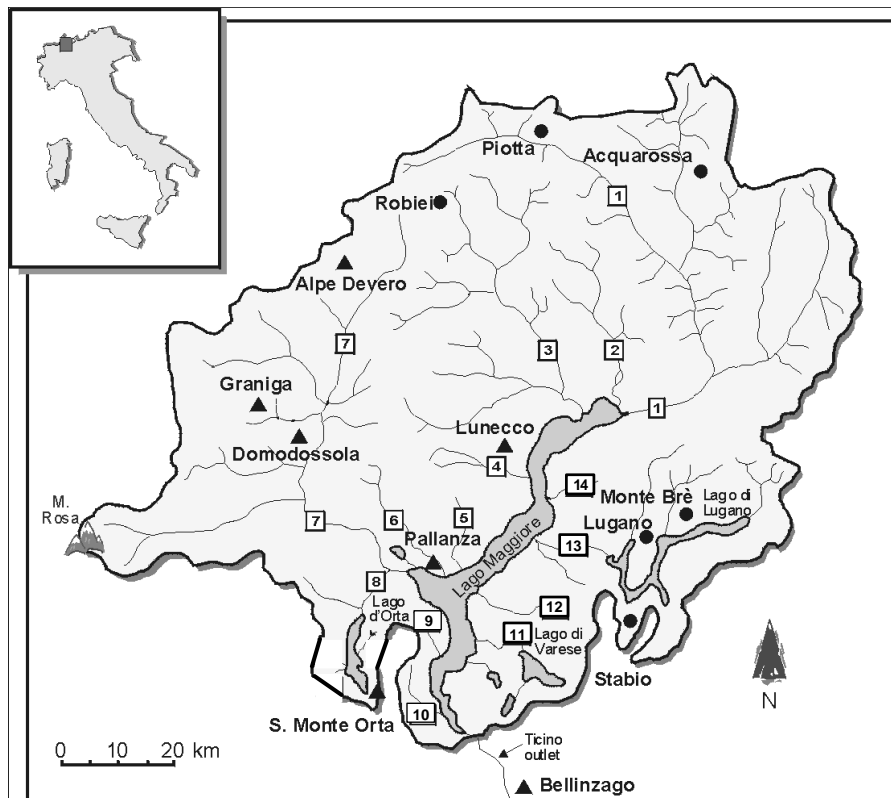 Piotta
Acquarossa
1
Robiei
Alpe Devero
7
3
2
Graniga
1
Lunecco
Domodossola
4
14
Monte Brè
Lago di
Lugano
M.
Rosa
7
6
5
Lugano
Pallanza
13
Lago Maggiore
8
12
Lago
d'Orta
9
11
Lago di
Varese
Stabio
N
S. Monte Orta
10
Ticino
outlet
0 10 20 km
Bellinzago